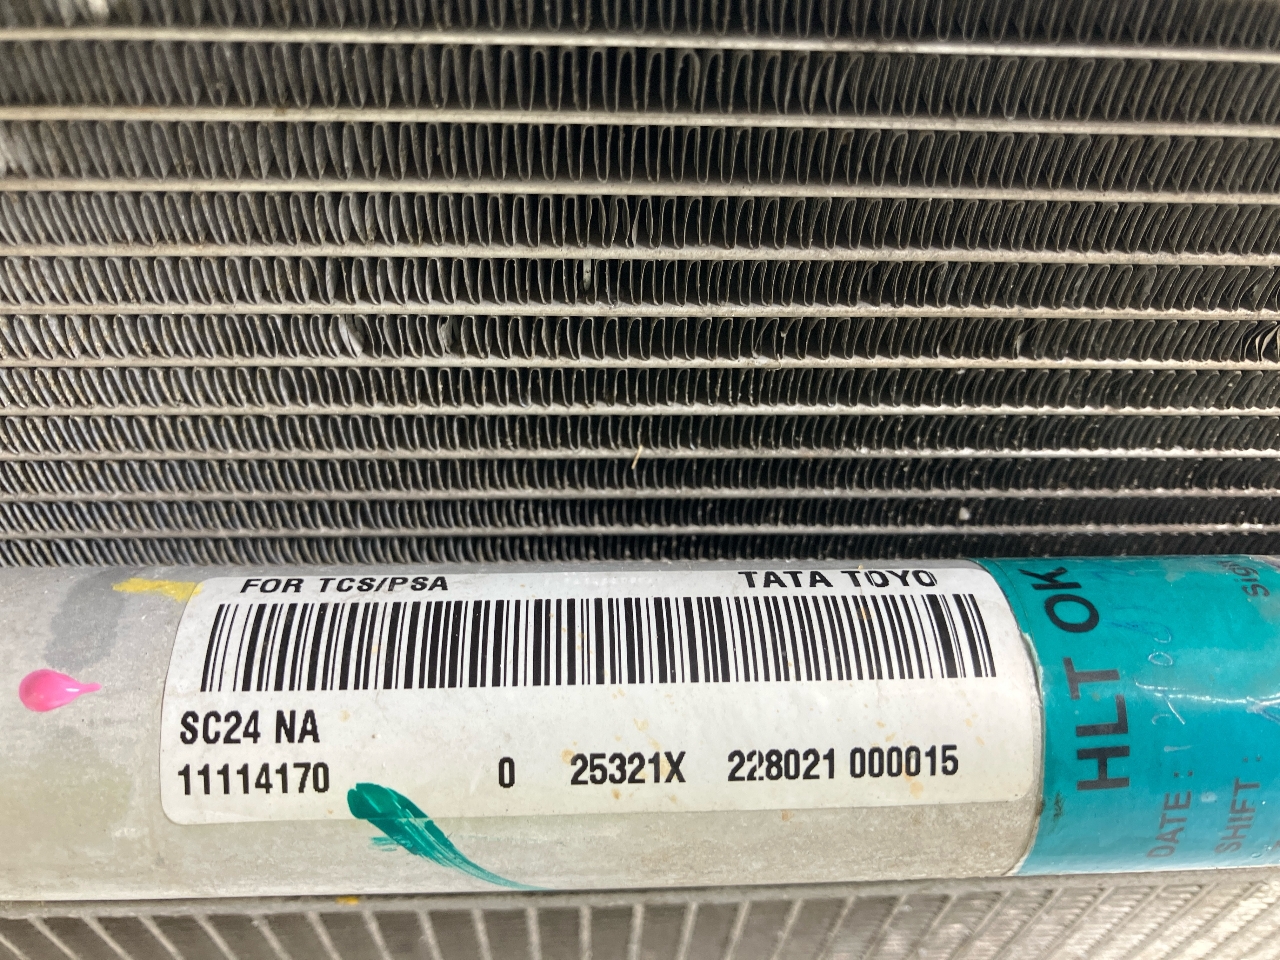 FOR TCS/PSA TATA TOYO
SC24 NA
11114170 0 25321X 228021 000015
HLT OK
DATE:
SHIFT: